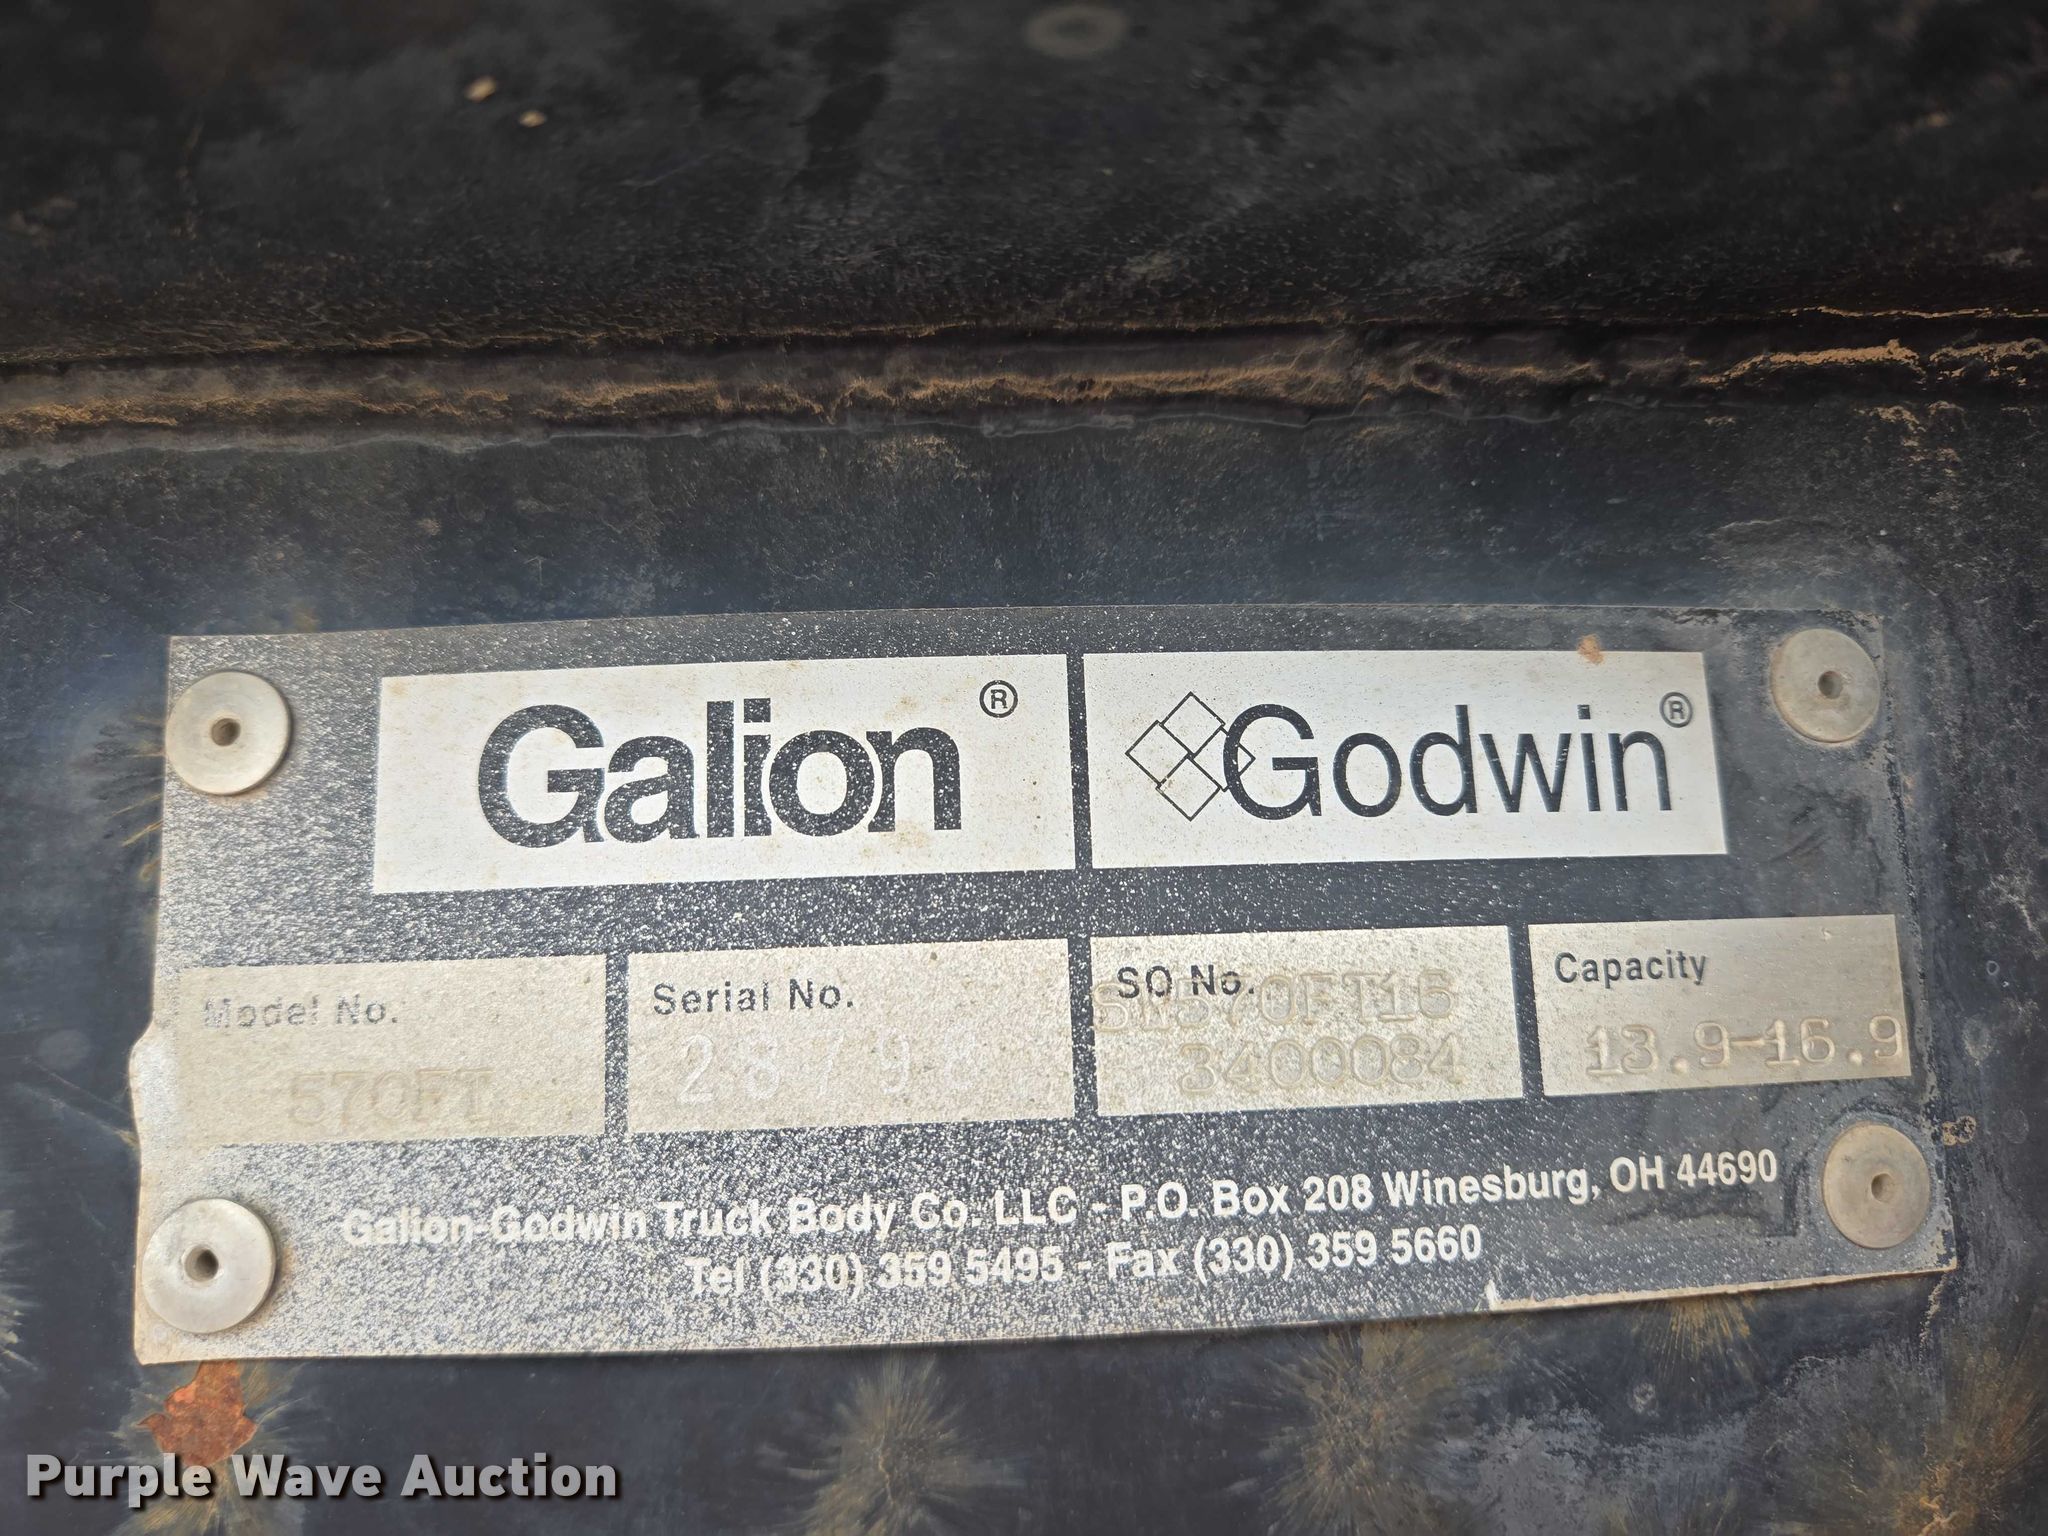 Galion ®
Godwin ®
Model No.
570FT
Serial No.
SO No.
3400084
Capacity
13.9-16.9
Galion-Godwin Truck Body Co. LLC - P.O. Box 208 Winesburg, OH 44690
Tel (330) 359 5495 - Fax (330) 359 5660
Purple Wave Auction